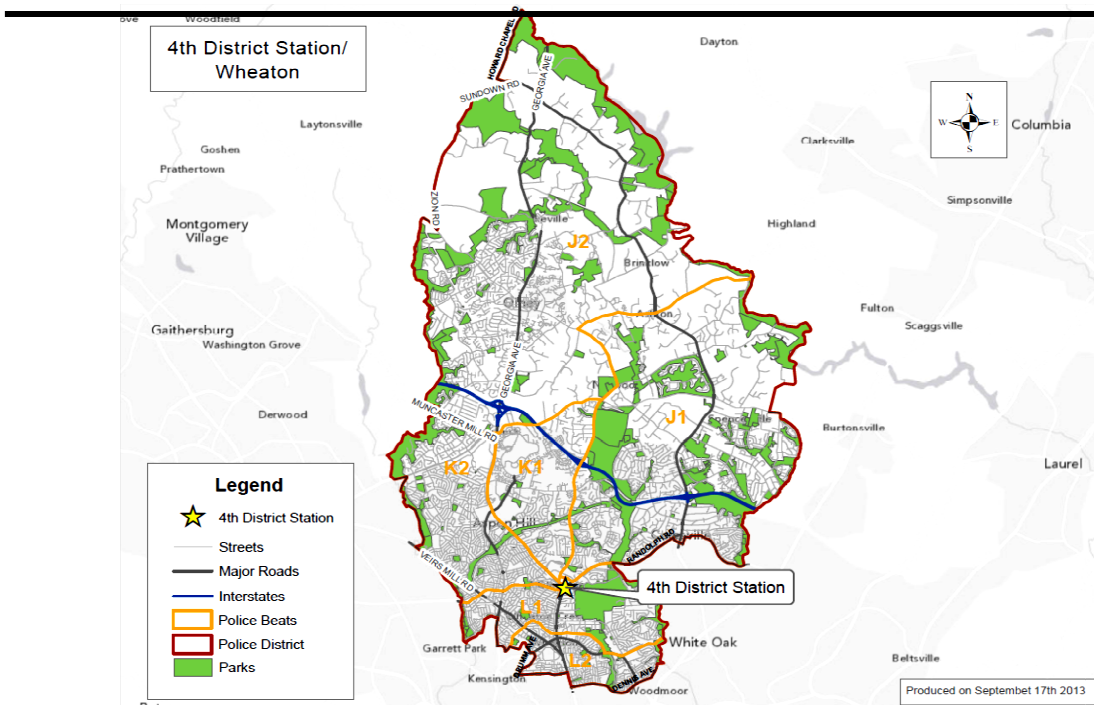 Woodfield
4th District Station/
Wheaton
HOWARD CHAPEL RD
GEORGIA AVE
SUNDOWN RD
Dayton
N
W
E
S
Columbia
Laytonsville
Clarksville
Goshen
Prathertown
ZION RD
Simpsonville
Montgomery
Village
Highland
J2
Fulton
Gaithersburg
Washington Grove
Scaggsville
GEORGIA AVE
MUNCASTER MILL RD
Derwood
J1
Burtonsville
K2
K1
Laurel
Legend
4th District Station
Streets
Major Roads
Interstates
Police Beats
Police District
Parks
VEIRS MILL RD
RANDOLPH RD
4th District Station
L1
Garrett Park
DRUMM AVE
White Oak
L2
Beltsville
Kensington
DENNIS AVE
Woodmoor
Produced on Septembet 17th 2013